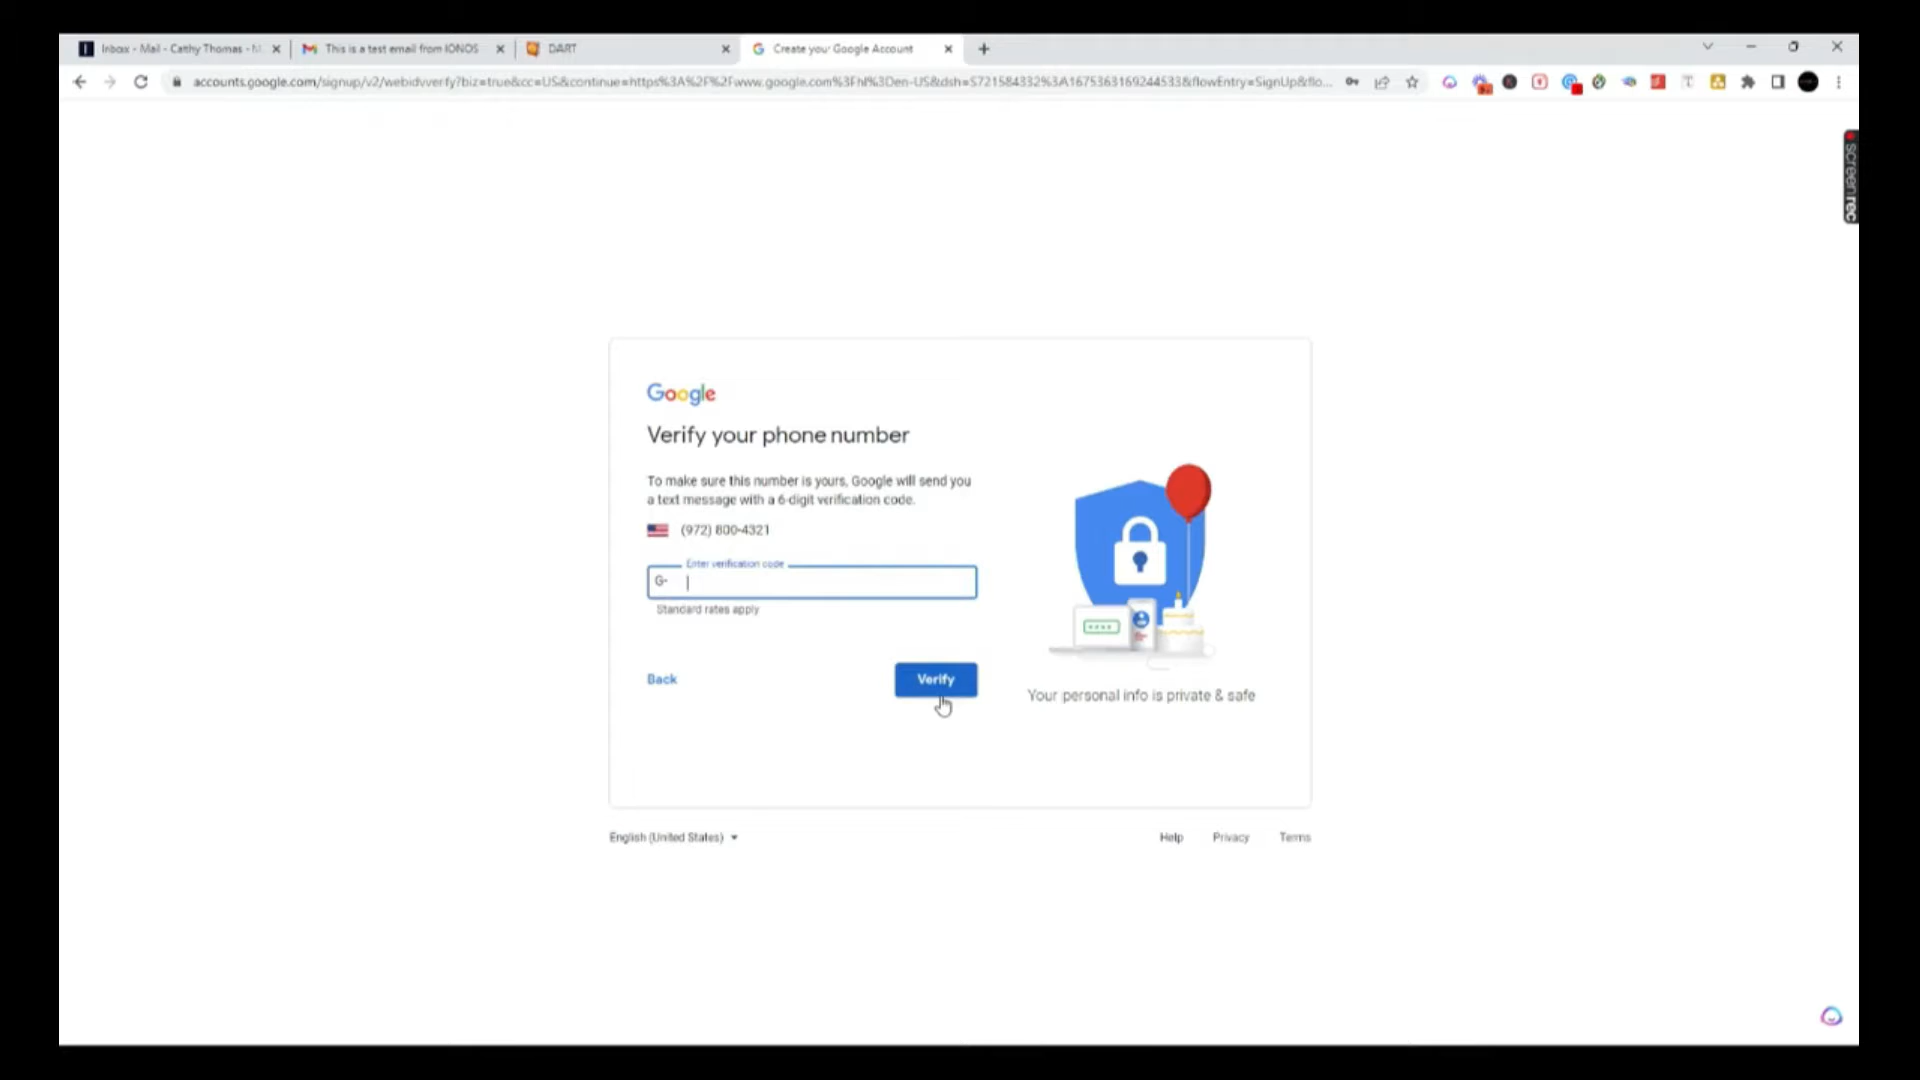 Inbox - Mail - Cathy Thomas -
This is a test email from IONOS
DART
Create your Google Account
accounts.google.com/signup/v2/webidvverify?biz=true&cc=US&continue=https%3A%2F%2Fwww.google.com%3Fhl%3Den-US&dsh=S721584332%3A1675363169244533&flowEntry=SignUp&flo...
screenrec
Google
Verify your phone number
To make sure this number is yours, Google will send you
a text message with a 6-digit verification code.
(972) 800-4321
Enter verification code
G-
Standard rates apply
Back
Verify
Your personal info is private & safe
English (United States)
Help
Privacy
Terms